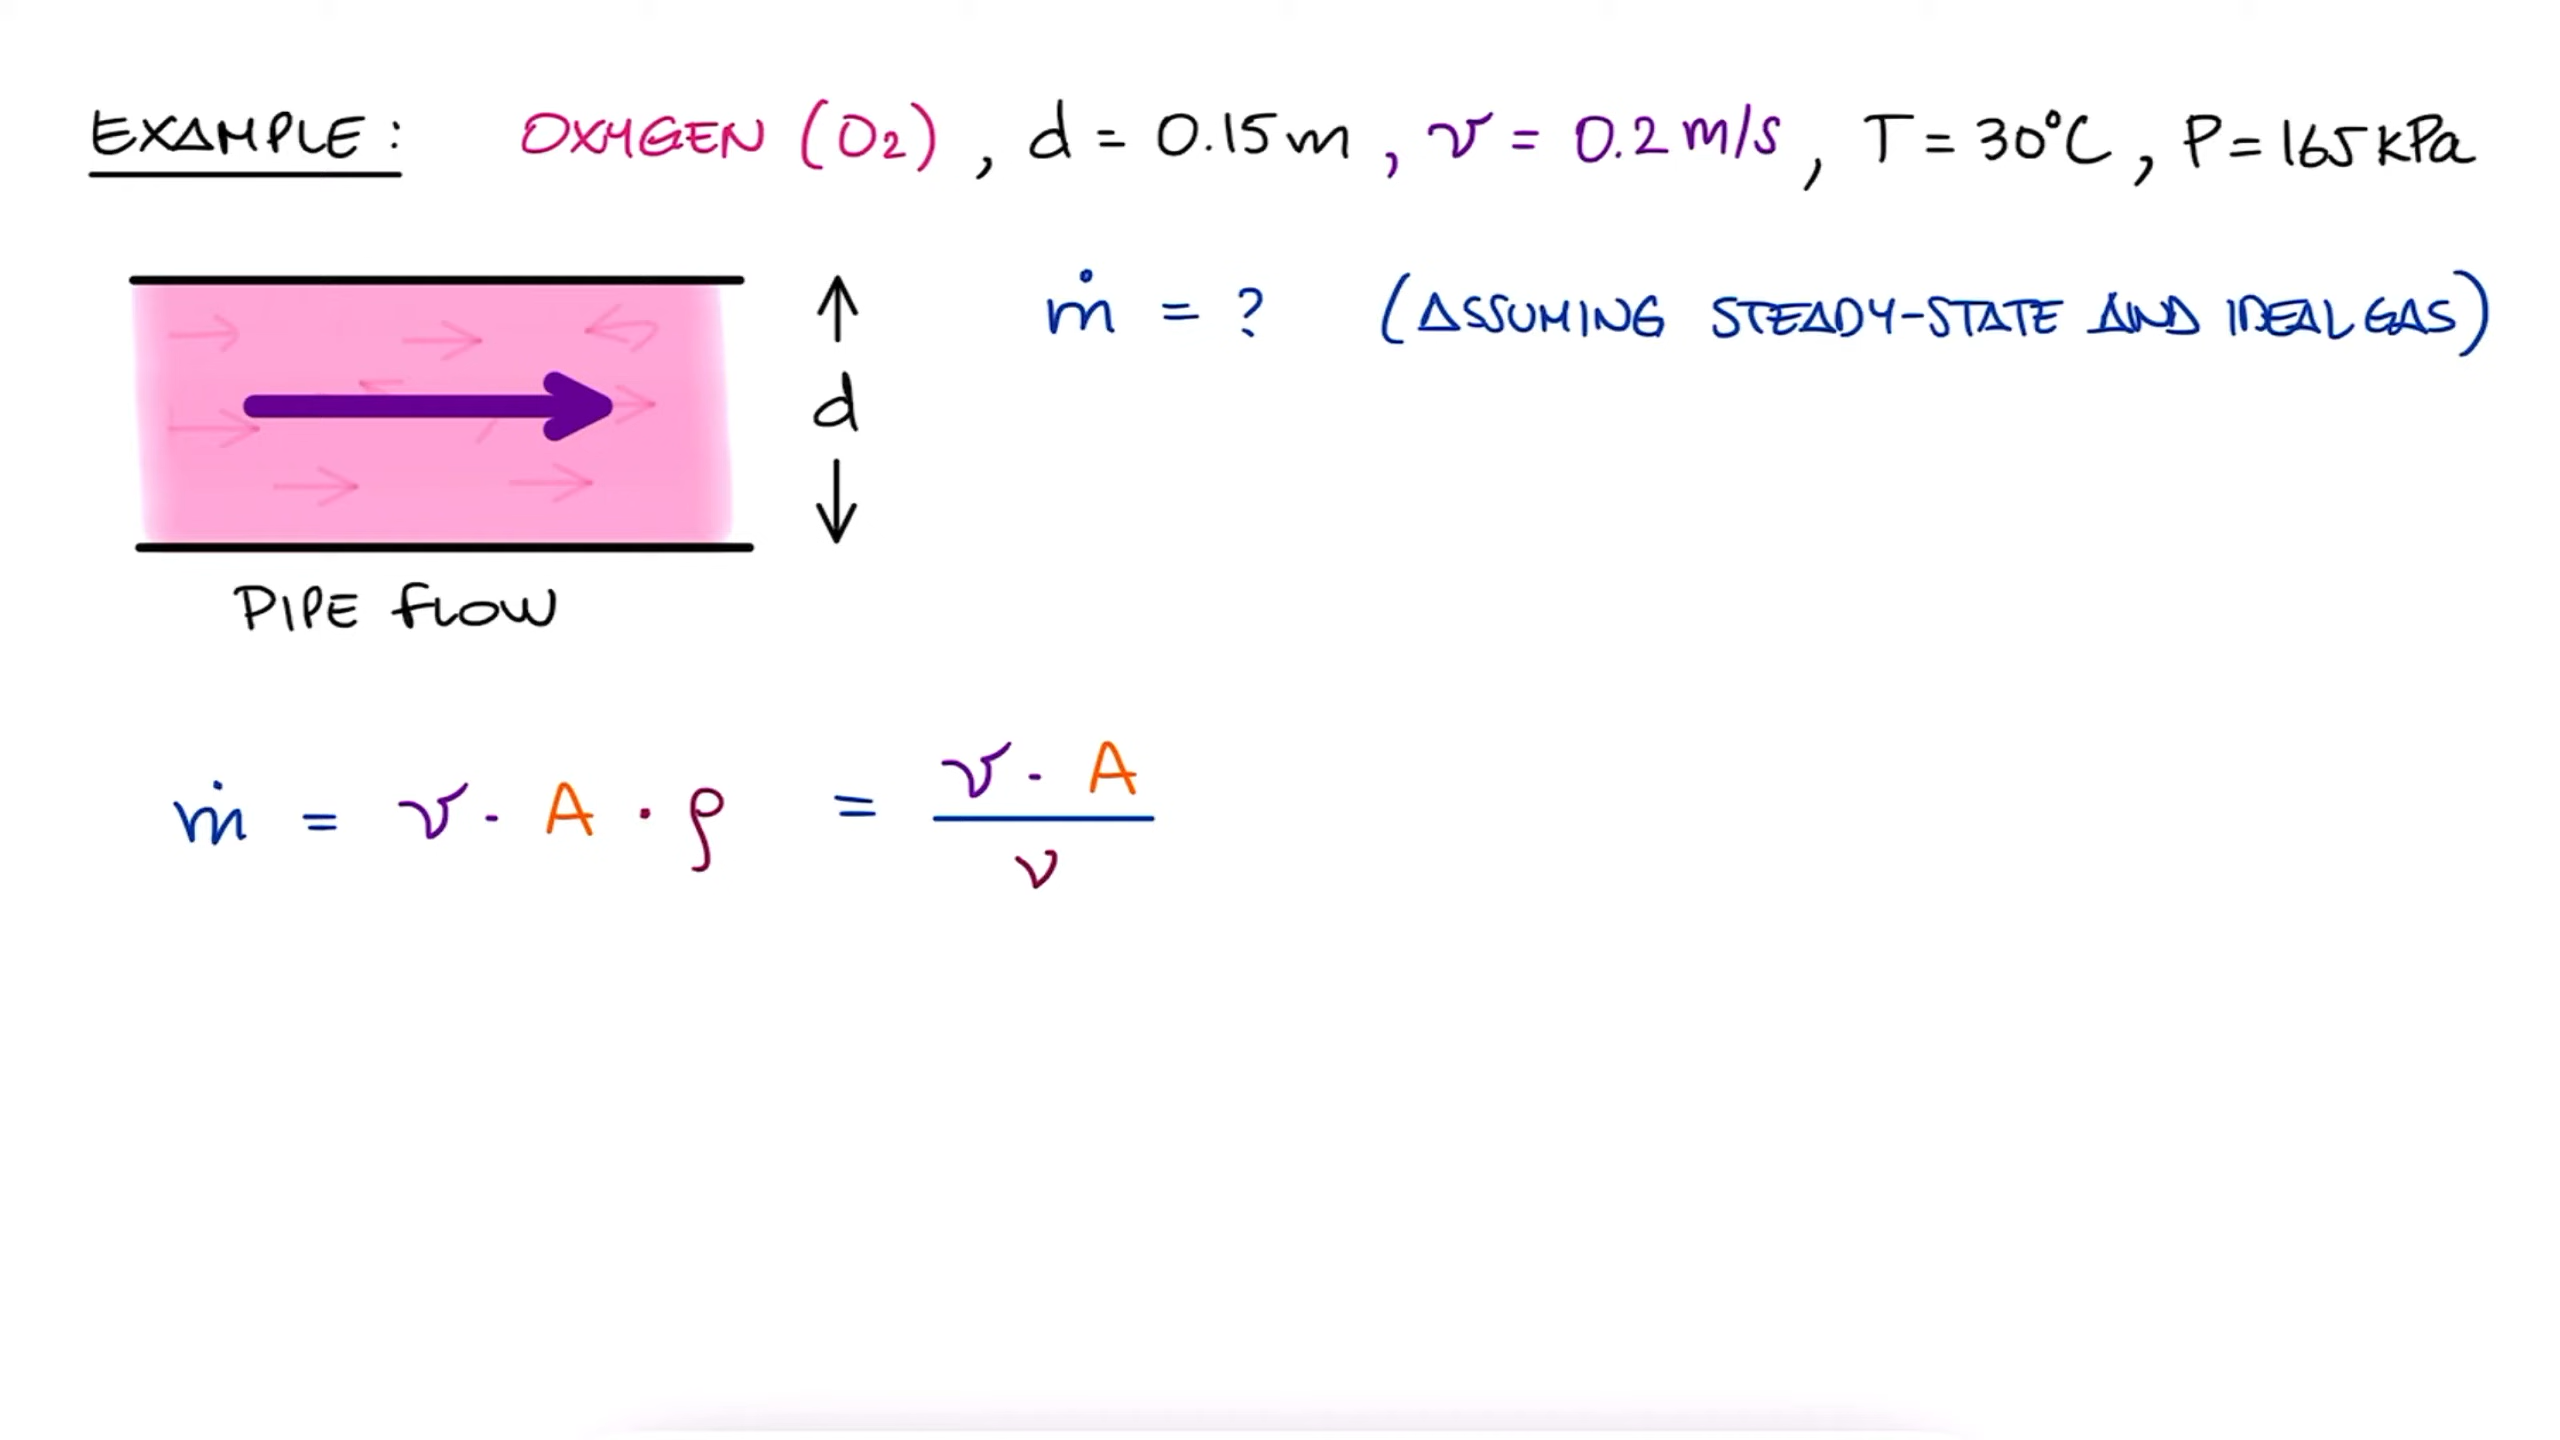 EXAMPLE: OXYGEN (O₂), d = 0.15 m, v = 0.2 m/s, T = 30°C, P = 165 kPa
ṁ = ? (ASSUMING STEADY-STATE AND IDEAL GAS)
d
PIPE FLOW
ṁ = v · A · ρ = v · A / ν